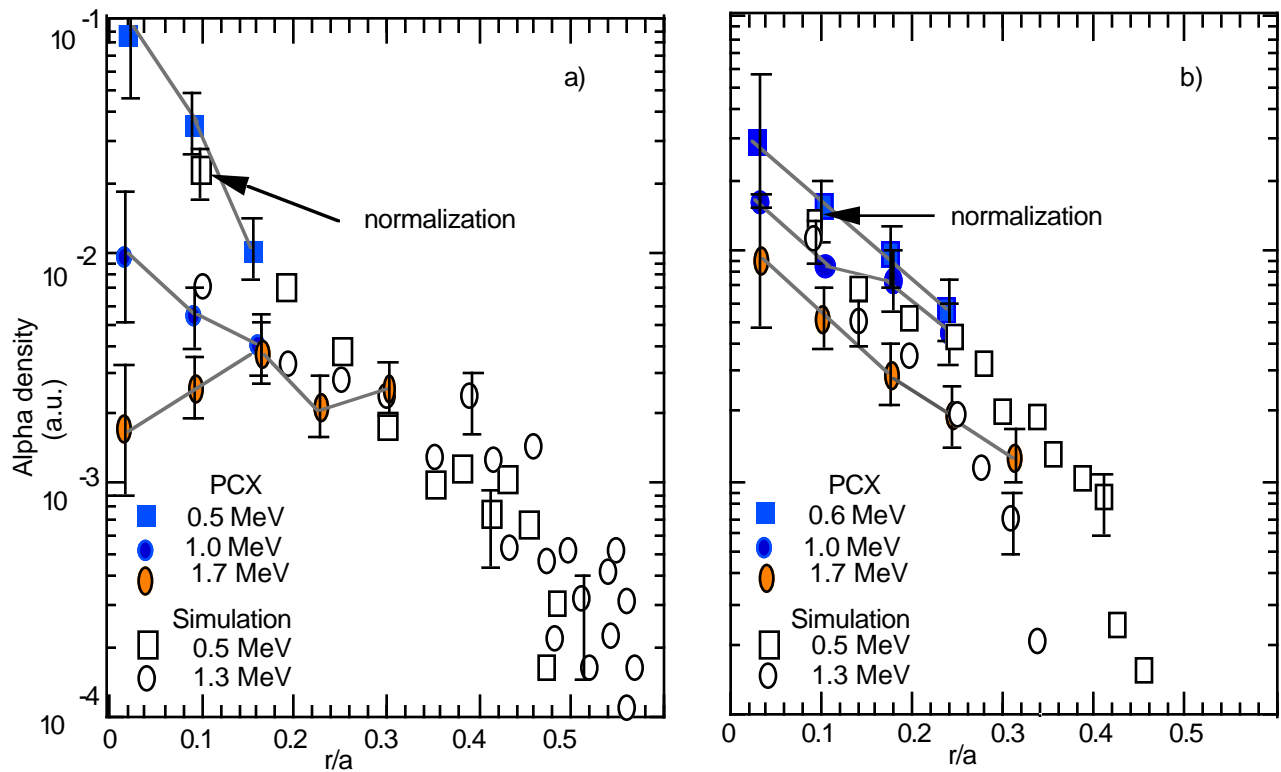 10 -1
a)
normalization
10 -2
Alpha density
(a.u.)
10 -3
PCX
0.5 MeV
1.0 MeV
1.7 MeV
Simulation
0.5 MeV
1.3 MeV
10 -4
0 0.1 0.2 0.3 0.4 0.5
r/a
b)
normalization
PCX
0.6 MeV
1.0 MeV
1.7 MeV
Simulation
0.5 MeV
1.3 MeV
0 0.1 0.2 0.3 0.4 0.5
r/a